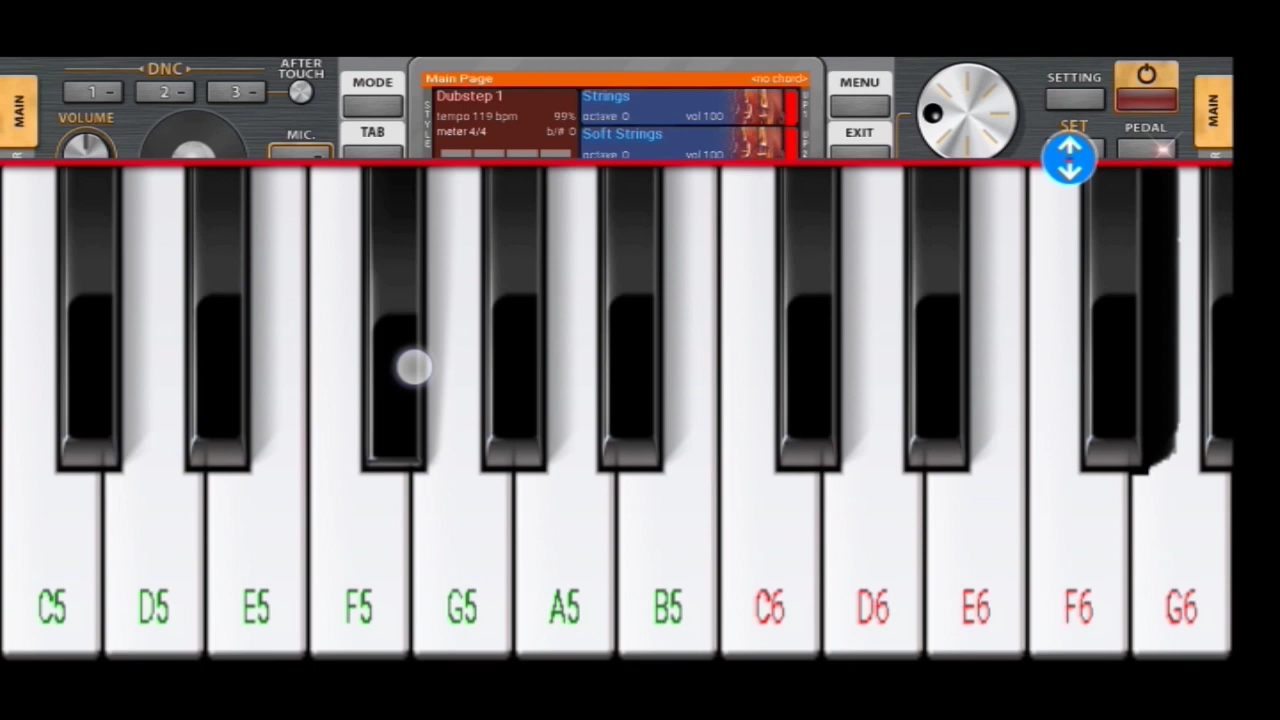 MAIN
DNC
1 -
2 -
3 -
AFTER
TOUCH
VOLUME
MIC.
MODE
TAB
Main Page
<no chord>
STYLE
Dubstep 1
tempo 119 bpm 99%
meter 4/4 b/# 0
Strings
octave 0 vol 100
UP1
Soft Strings
octave 0 vol 100
MENU
EXIT
SETTING
SET
PEDAL
MAIN
C5 D5 E5 F5 G5 A5 B5 C6 D6 E6 F6 G6